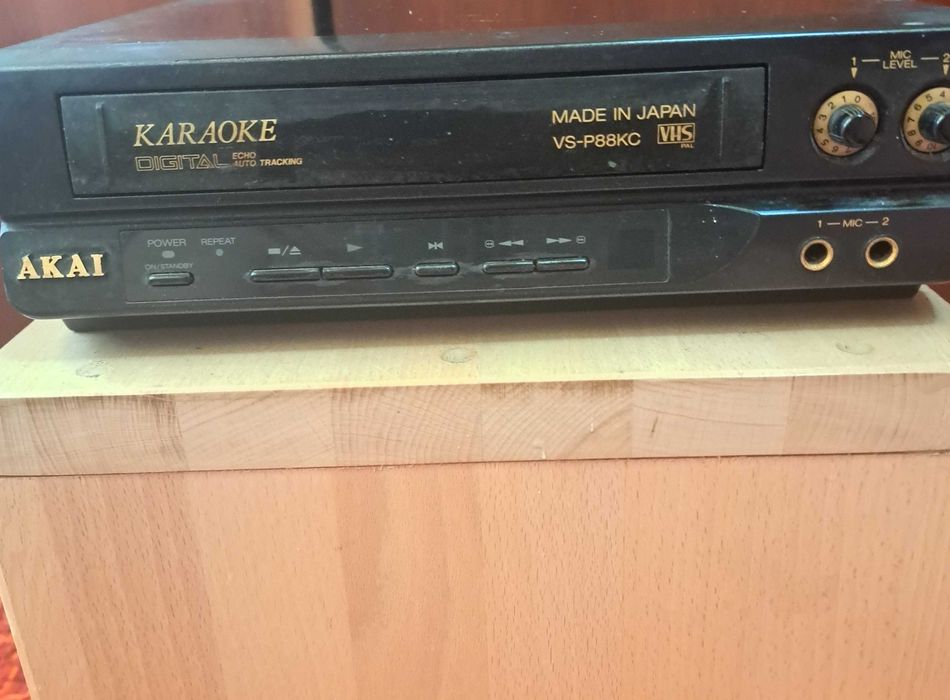 KARAOKE
DIGITAL ECHO AUTO TRACKING
MADE IN JAPAN
VS-P88KC VHS PAL
1 — MIC LEVEL — 2
AKAI
POWER REPEAT
ON/STANDBY
1 — MIC — 2